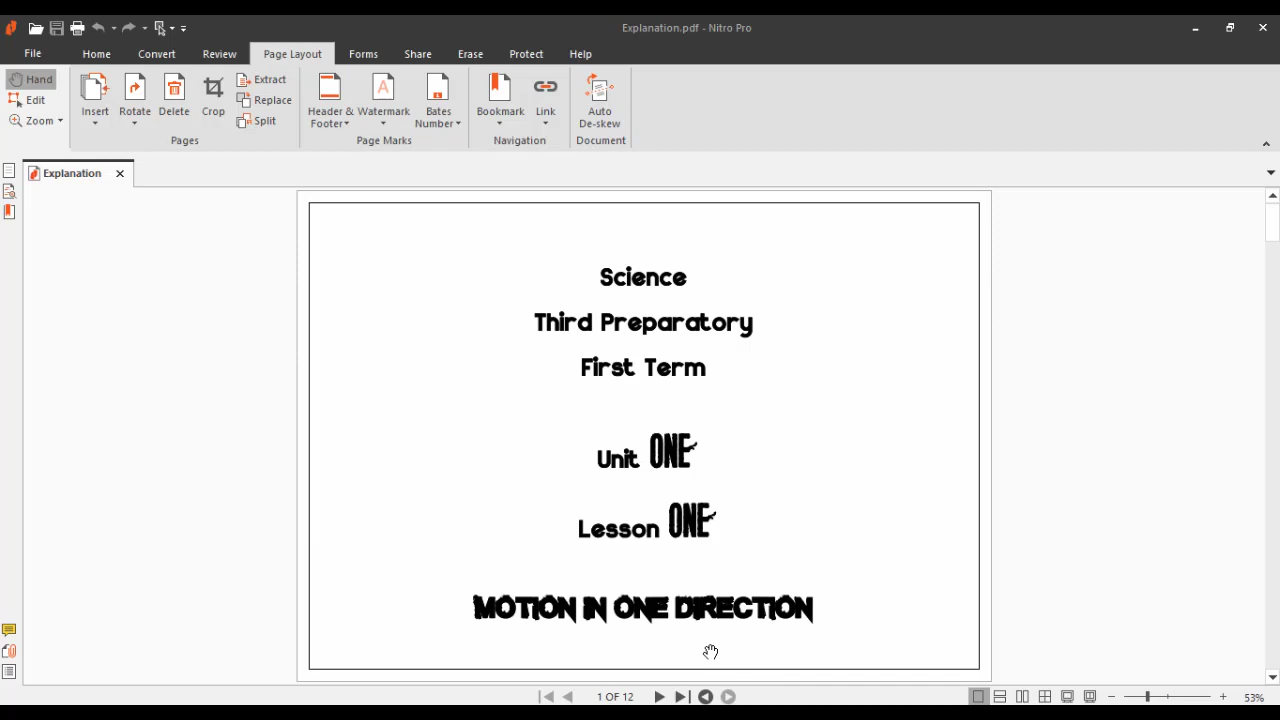 Explanation.pdf - Nitro Pro
File Home Convert Review Page Layout Forms Share Erase Protect Help
Hand
Edit
Zoom
Insert
Rotate
Delete
Crop
Extract
Replace
Split
Pages
Header & Footer
Watermark
Bates Number
Page Marks
Bookmark
Link
Navigation
Auto De-skew
Document
Explanation
Science
Third Preparatory
First Term
Unit ONE
Lesson ONE
MOTION IN ONE DIRECTION
1 OF 12
53%